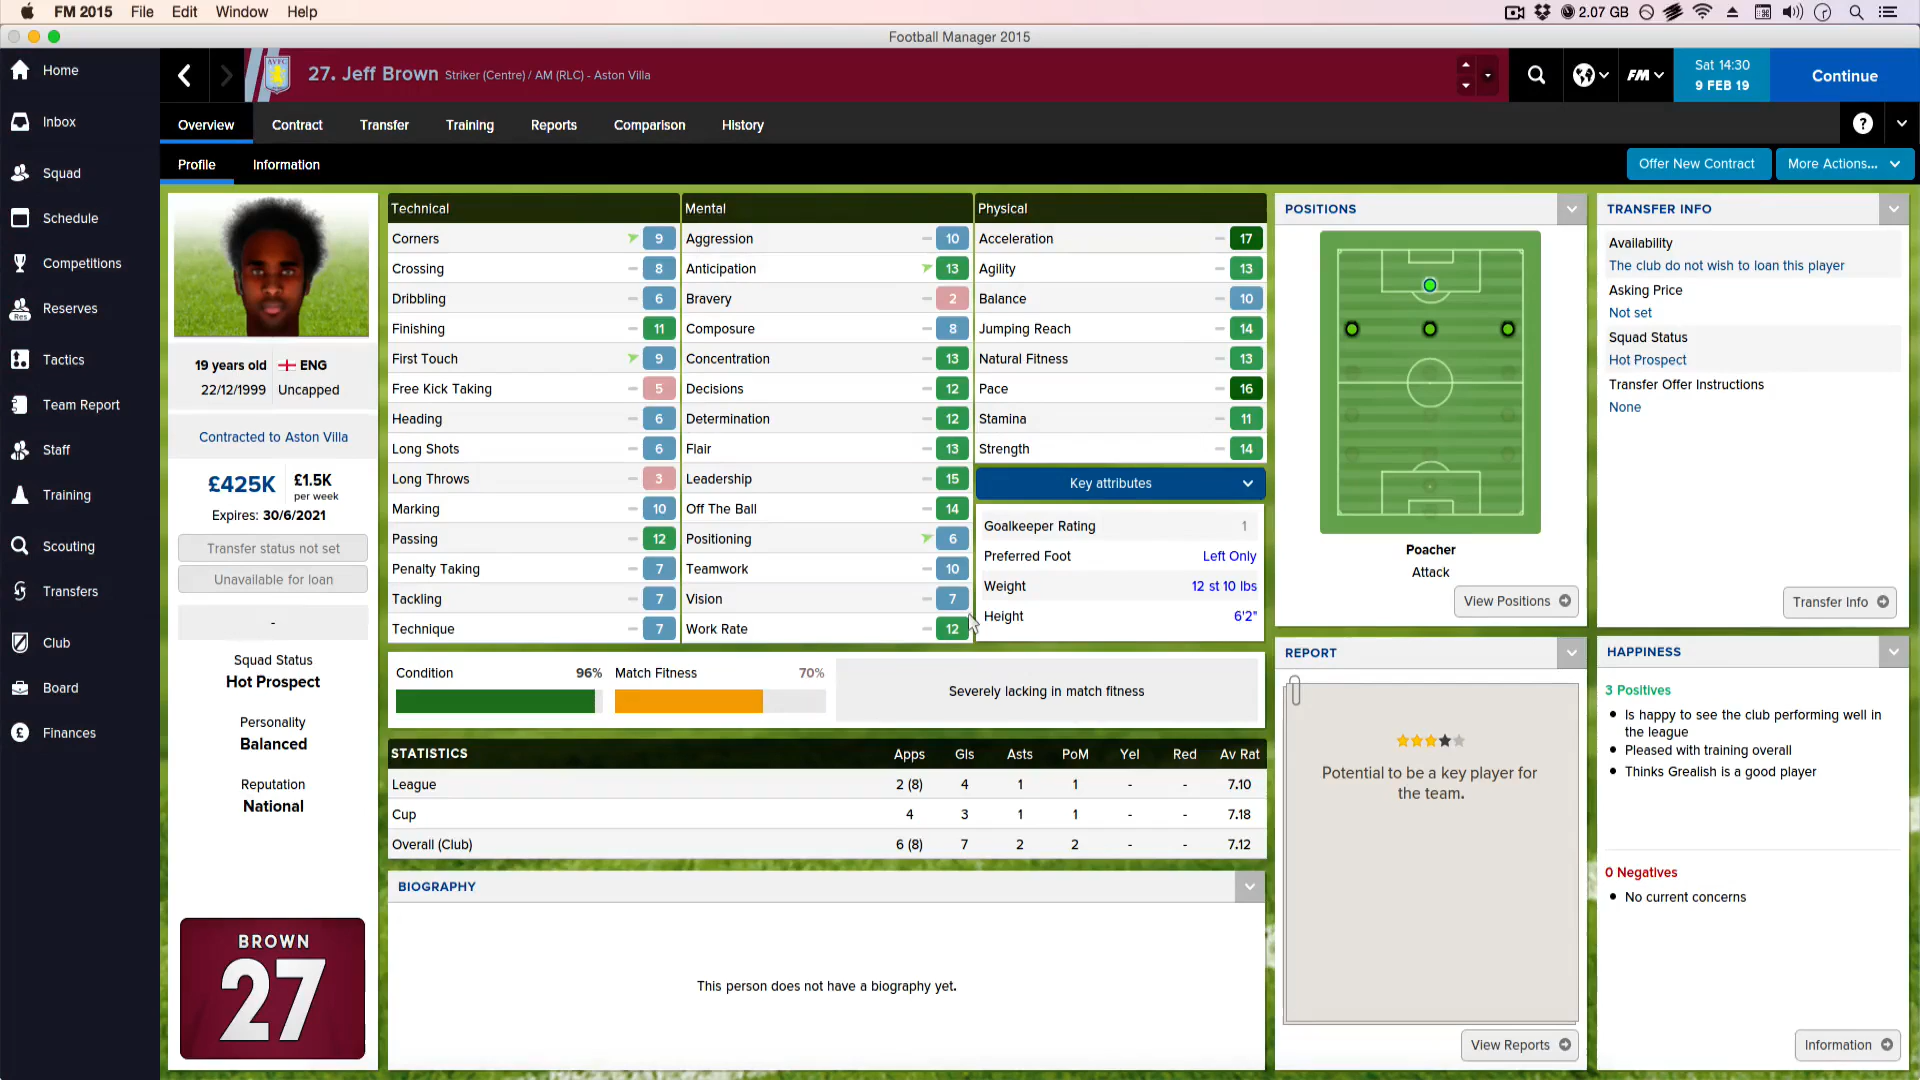 FM 2015 File Edit Window Help
2.07 GB
Football Manager 2015
Home
Inbox
Squad
Schedule
Competitions
Reserves
Tactics
Team Report
Staff
Training
Scouting
Transfers
Club
Board
Finances
27. Jeff Brown Striker (Centre) / AM (RLC) - Aston Villa
FM
Sat 14:30
9 FEB 19
Continue
Overview Contract Transfer Training Reports Comparison History
?
Profile Information
Offer New Contract More Actions...
19 years old ENG
22/12/1999 Uncapped
Contracted to Aston Villa
£425K £1.5K
per week
Expires: 30/6/2021
Transfer status not set
Unavailable for loan
-
Squad Status
Hot Prospect
Personality
Balanced
Reputation
National
BROWN
27
Technical
Corners 9
Crossing - 8
Dribbling - 6
Finishing - 11
First Touch 9
Free Kick Taking - 5
Heading - 6
Long Shots - 6
Long Throws - 3
Marking - 10
Passing - 12
Penalty Taking - 7
Tackling - 7
Technique - 7
Mental
Aggression - 10
Anticipation 13
Bravery - 2
Composure - 8
Concentration - 13
Decisions - 12
Determination - 12
Flair - 13
Leadership - 15
Off The Ball - 14
Positioning 6
Teamwork - 10
Vision - 7
Work Rate - 12
Physical
Acceleration - 17
Agility - 13
Balance - 10
Jumping Reach - 14
Natural Fitness - 13
Pace - 16
Stamina - 11
Strength - 14
Key attributes
Goalkeeper Rating 1
Preferred Foot Left Only
Weight 12 st 10 lbs
Height 6'2"
Condition 96% Match Fitness 70%
Severely lacking in match fitness
STATISTICS Apps Gls Asts PoM Yel Red Av Rat
League 2 (8) 4 1 1 - - 7.10
Cup 4 3 1 1 - - 7.18
Overall (Club) 6 (8) 7 2 2 - - 7.12
BIOGRAPHY
This person does not have a biography yet.
POSITIONS
Poacher
Attack
View Positions
REPORT
Potential to be a key player for
the team.
View Reports
TRANSFER INFO
Availability
The club do not wish to loan this player
Asking Price
Not set
Squad Status
Hot Prospect
Transfer Offer Instructions
None
Transfer Info
HAPPINESS
3 Positives
• Is happy to see the club performing well in
the league
• Pleased with training overall
• Thinks Grealish is a good player
0 Negatives
• No current concerns
Information